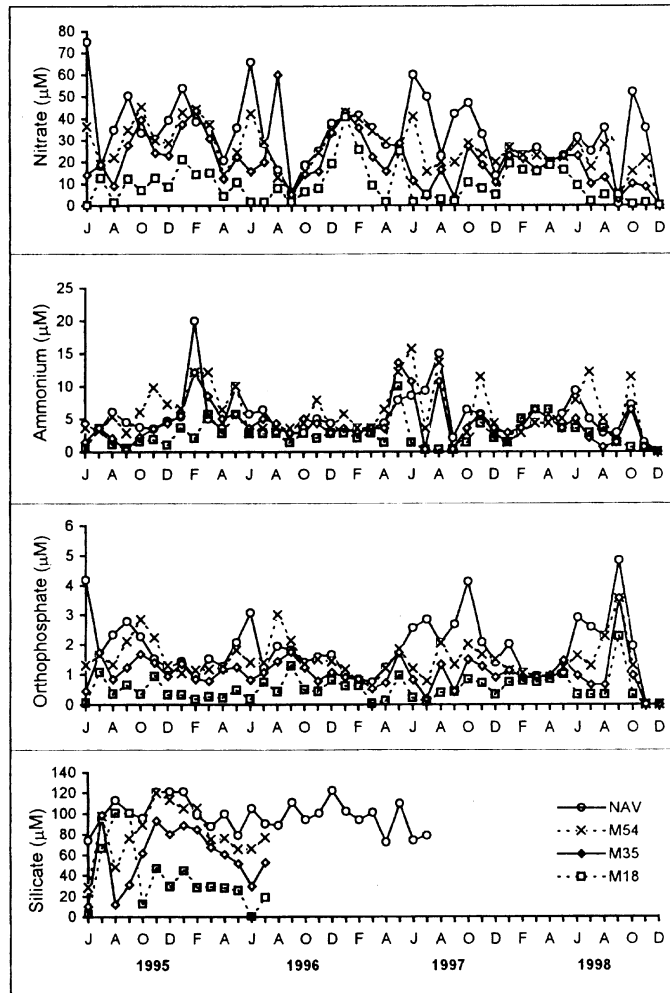 Nitrate (µM)
80
70
60
50
40
30
20
10
0
J A O D F A J A O D F A J A O D F A J A O D
Ammonium (µM)
25
20
15
10
5
0
J A O D F A J A O D F A J A O D F A J A O D
Orthophosphate (µM)
6
5
4
3
2
1
0
J A O D F A J A O D F A J A O D F A J A O D
Silicate (µM)
140
120
100
80
60
40
20
0
NAV
M54
M35
M18
J A O D F A J A O D F A J A O D F A J A O D
1995 1996 1997 1998